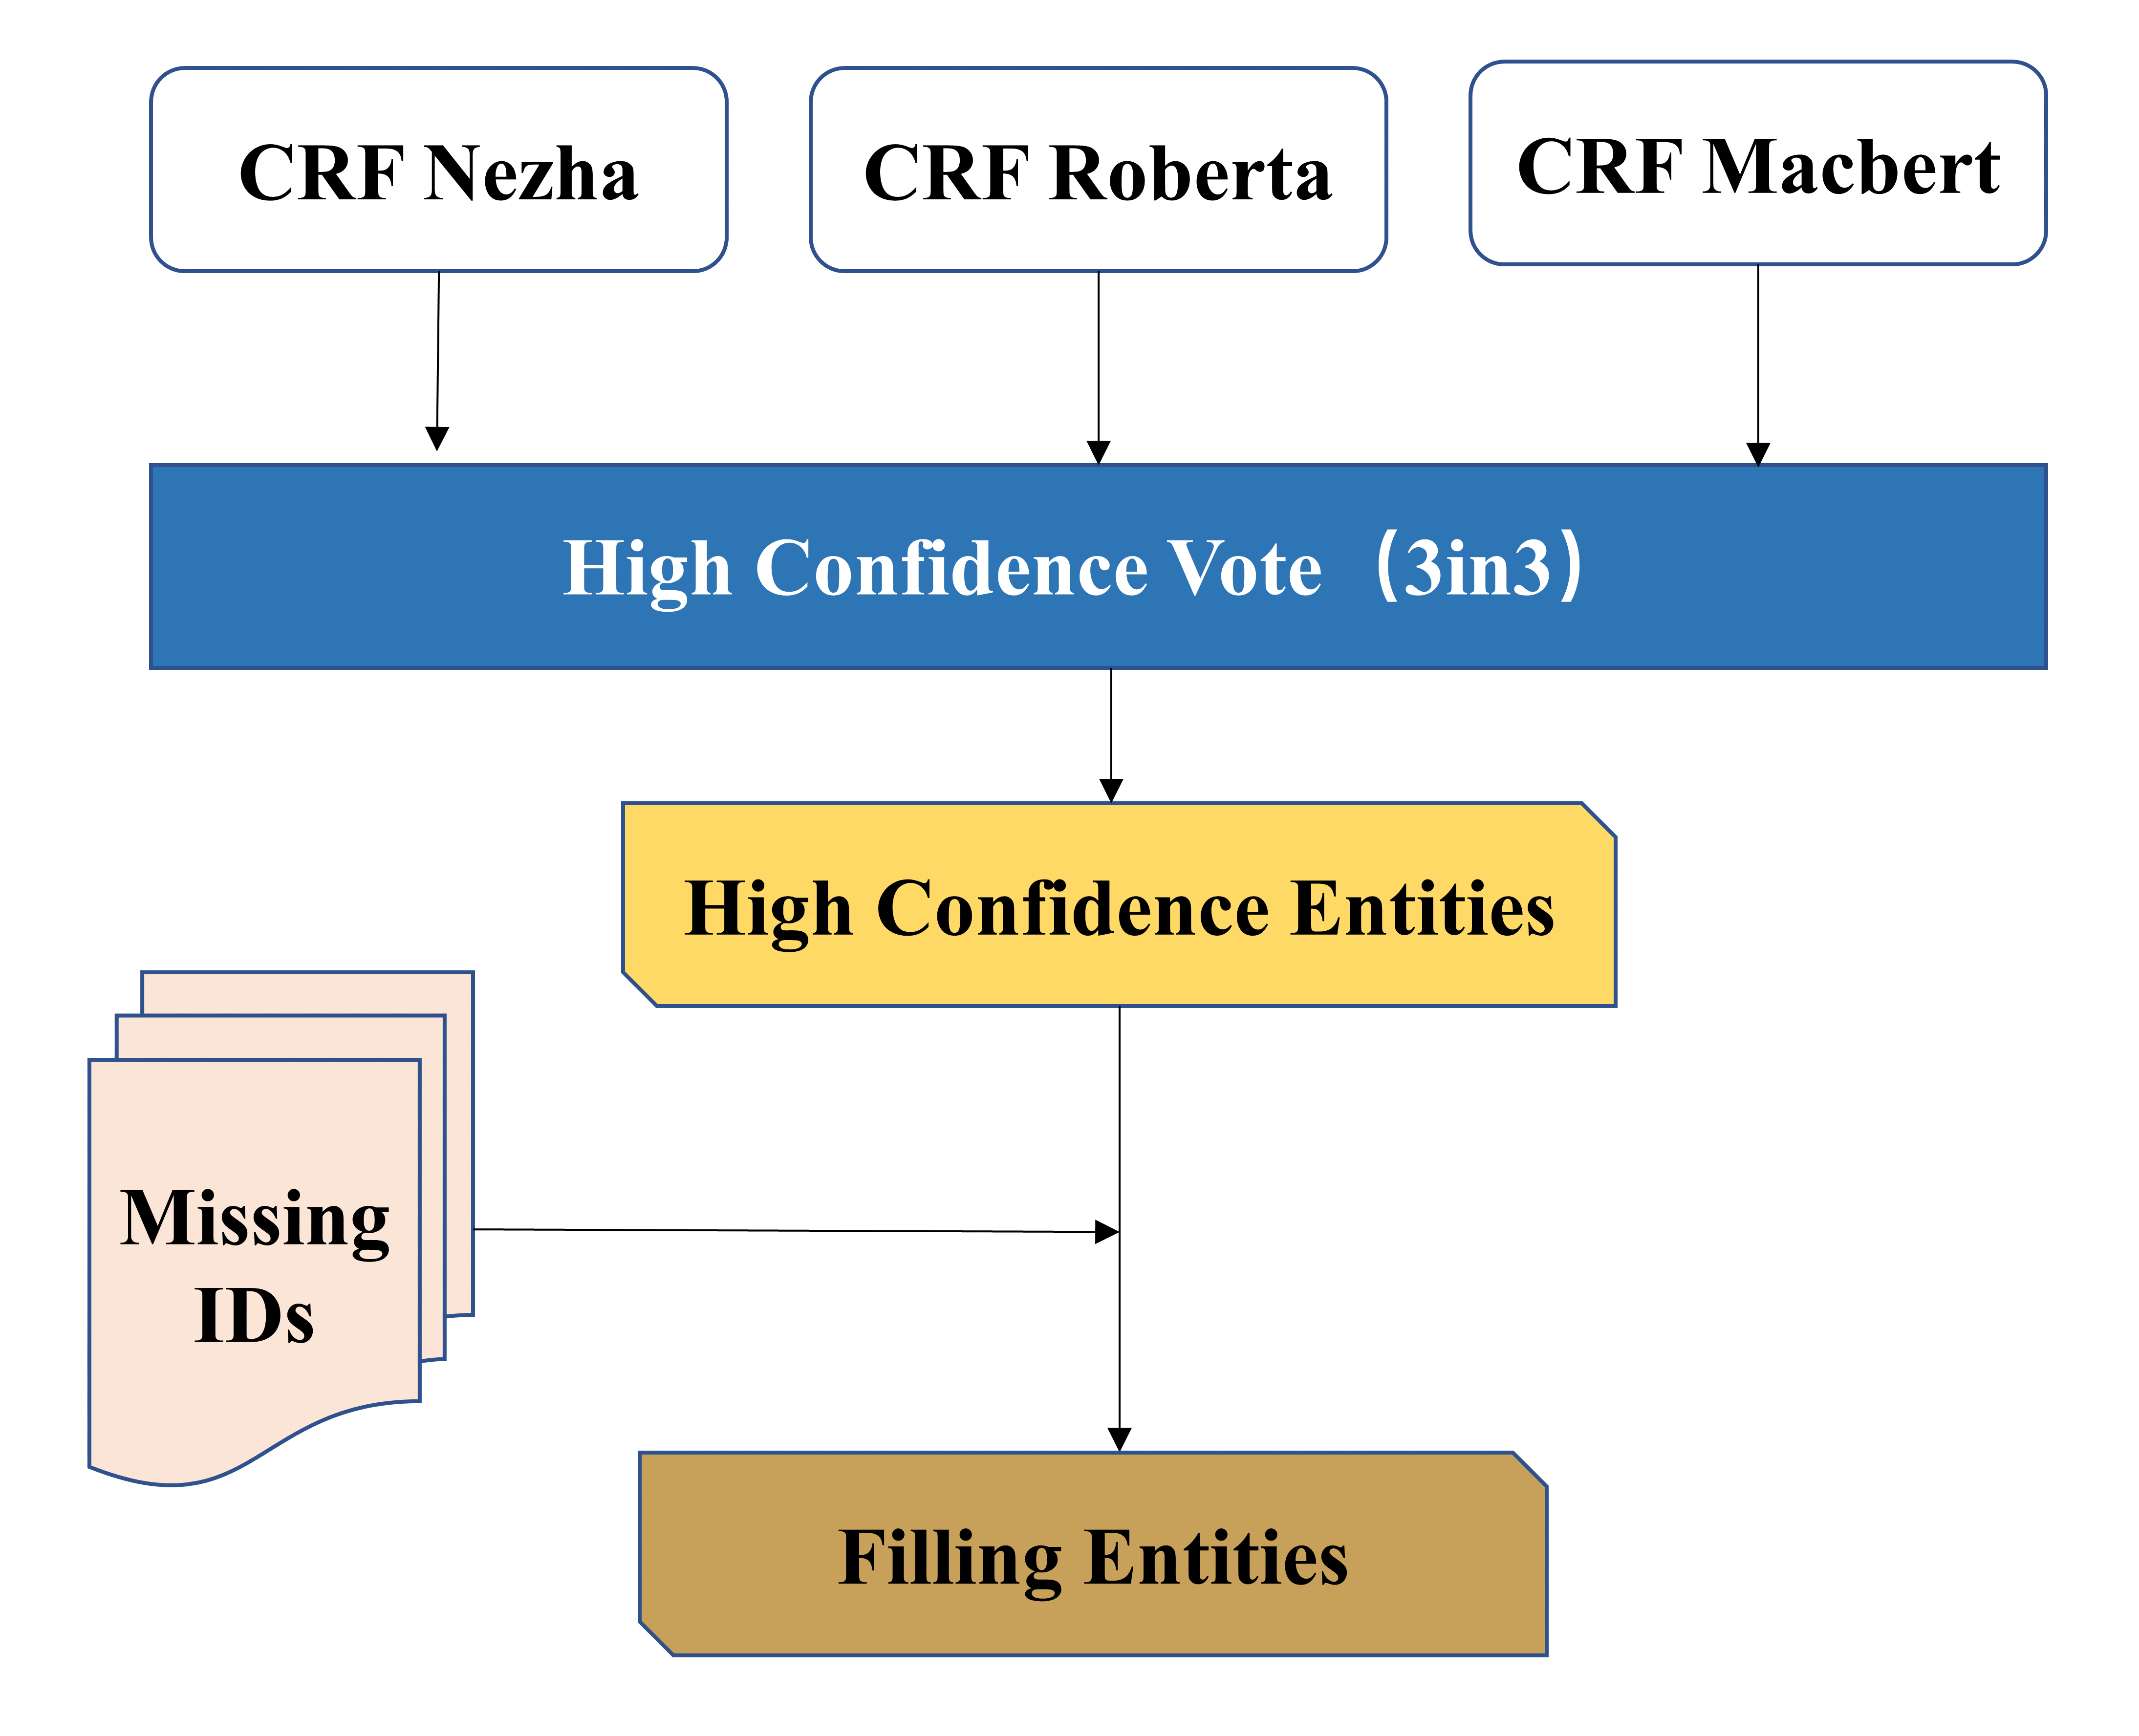 CRF Nezha
CRF Roberta
CRF Macbert
High Confidence Vote（3in3）
High Confidence Entities
Missing
IDs
Filling Entities